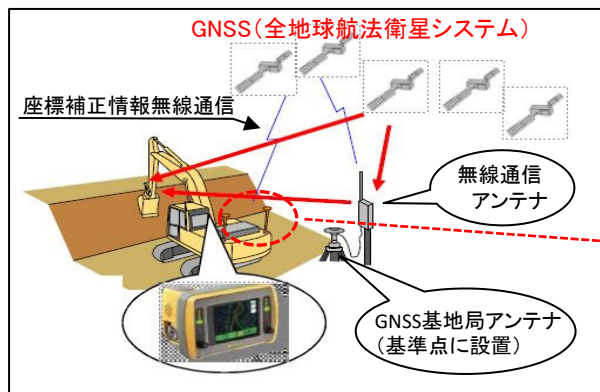 GNSS(全地球航法衛星システム)
座標補正情報無線通信
無線通信
アンテナ
GNSS基地局アンテナ
(基準点に設置)